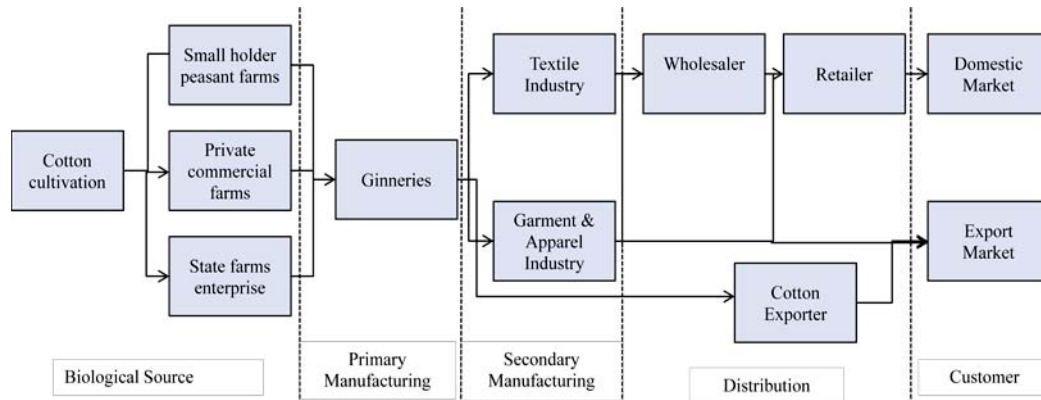 Small holder
peasant farms
Textile
Industry
Wholesaler
Retailer
Domestic
Market
Cotton
cultivation
Private
commercial
farms
Ginneries
Garment &
Apparel
Industry
Export
Market
State farms
enterprise
Cotton
Exporter
Biological Source
Primary
Manufacturing
Secondary
Manufacturing
Distribution
Customer